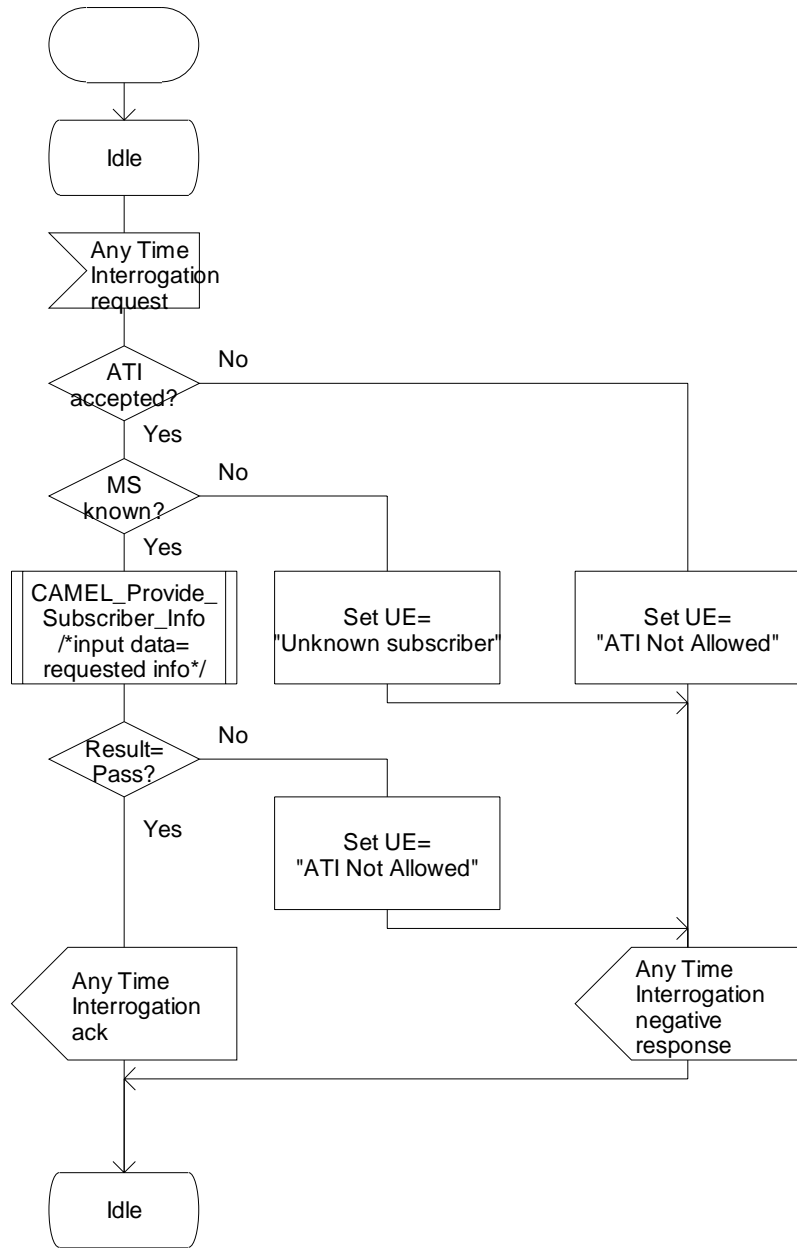 Idle
Any Time
Interrogation
request
ATI
accepted?
No
Yes
MS
known?
No
Yes
CAMEL_Provide_
Subscriber_Info
/*input data=
requested info*/
Set UE=
"Unknown subscriber"
Set UE=
"ATI Not Allowed"
Result=
Pass?
No
Yes
Set UE=
"ATI Not Allowed"
Any Time
Interrogation
ack
Any Time
Interrogation
negative
response
Idle